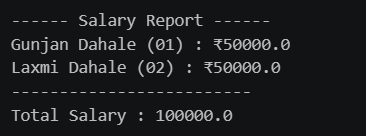 ------ Salary Report ------
Gunjan Dahale (01) : ₹50000.0
Laxmi Dahale (02) : ₹50000.0
-------------------------
Total Salary : 100000.0